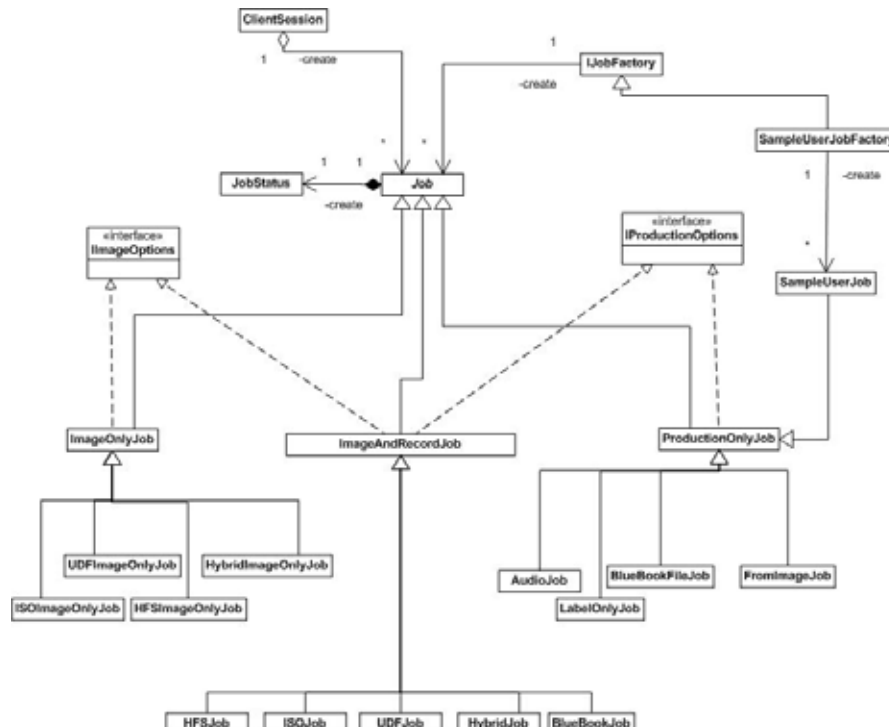 ClientSession
1
-create
1
IJobFactory
-create
SampleUserJobFactory
*
*
1
-create
1
1
JobStatus
Job
-create
«interface»
IImageOptions
«interface»
IProductionOptions
*
SampleUserJob
ImageOnlyJob
ImageAndRecordJob
ProductionOnlyJob
UDFImageOnlyJob
HybridImageOnlyJob
AudioJob
BlueBookFileJob
FromImageJob
ISOImageOnlyJob
HFSImageOnlyJob
LabelOnlyJob
HFSJob
ISOJob
UDFJob
HybridJob
BlueBookJob